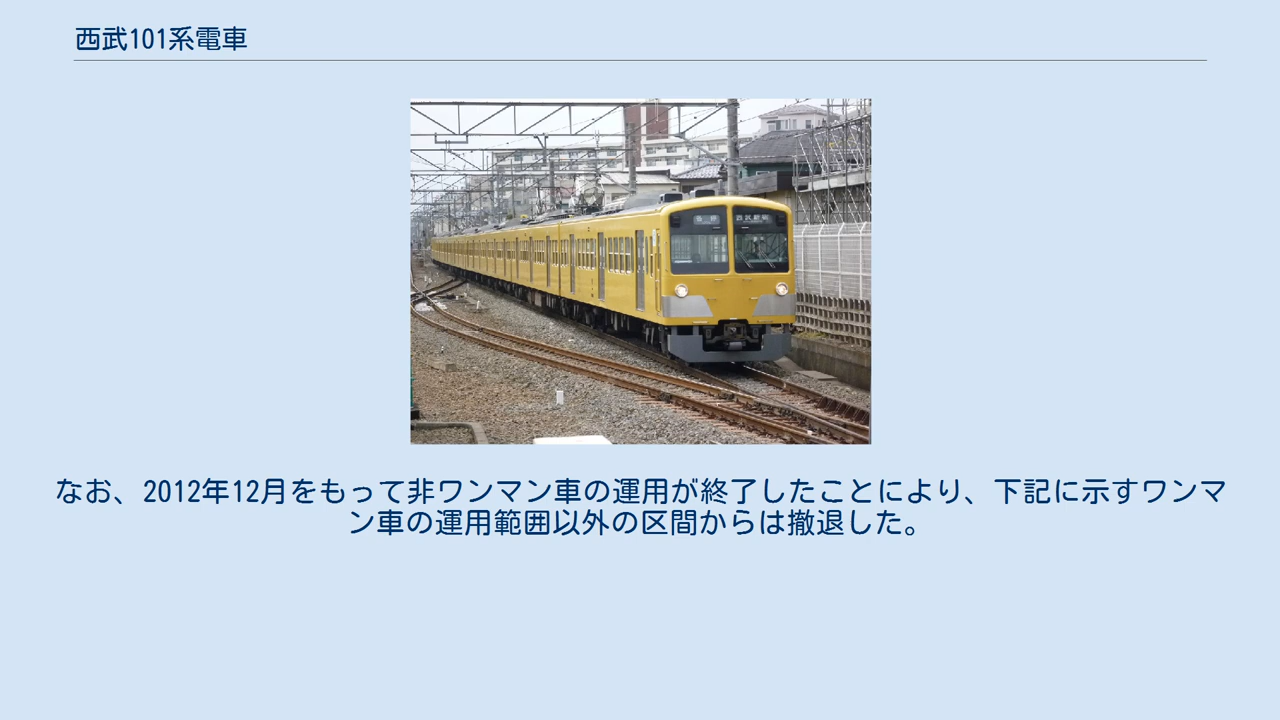 西武101系電車
なお、2012年12月をもって非ワンマン車の運用が終了したことにより、下記に示すワンマ
ン車の運用範囲以外の区間からは撤退した。